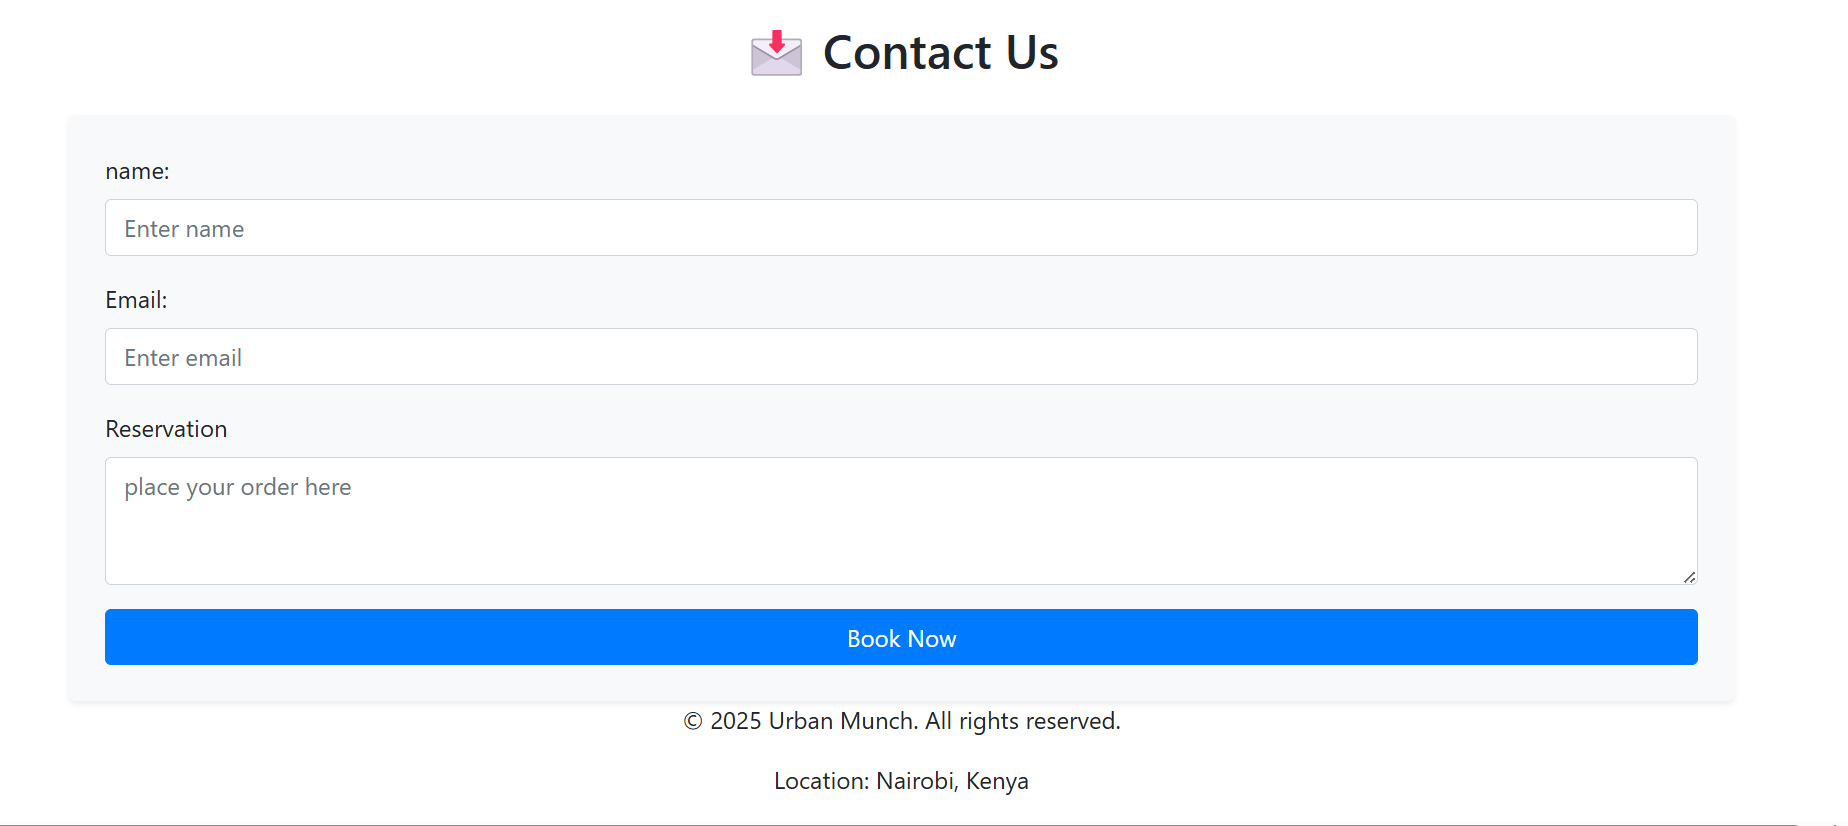 Contact Us
name:
Enter name
Email:
Enter email
Reservation
place your order here
Book Now
© 2025 Urban Munch. All rights reserved.
Location: Nairobi, Kenya